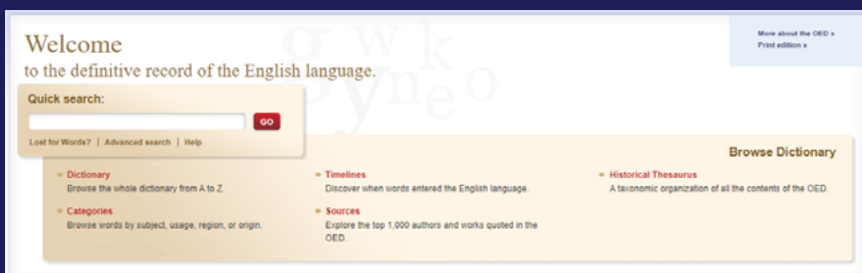 More about the OED »
Print edition »
Welcome
to the definitive record of the English language.
g w k
y n e o
Quick search:
GO
Lost for Words? | Advanced search | Help
Browse Dictionary
» Dictionary
Browse the whole dictionary from A to Z.
» Categories
Browse words by subject, usage, region, or origin.
» Timelines
Discover when words entered the English language.
» Sources
Explore the top 1,000 authors and works quoted in the
OED.
» Historical Thesaurus
A taxonomic organization of all the contents of the OED.